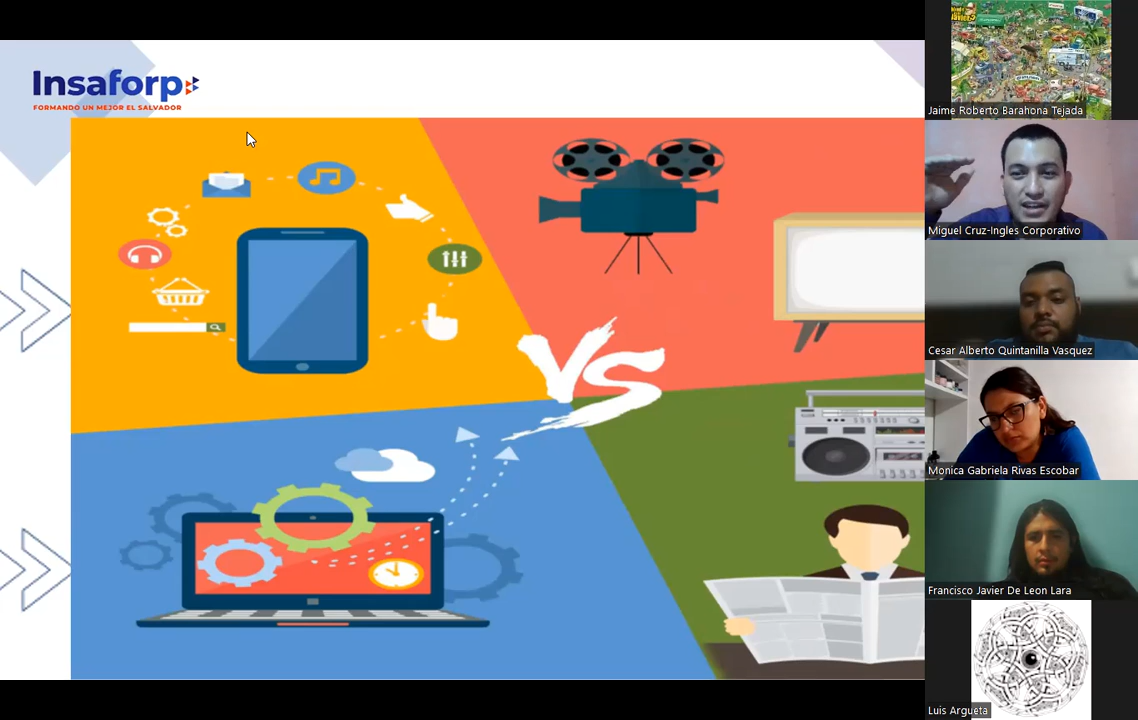 Insaforp
FORMANDO UN MEJOR EL SALVADOR
VS
Jaime Roberto Barahona Tejada
Miguel Cruz-Ingles Corporativo
Cesar Alberto Quintanilla Vasquez
Monica Gabriela Rivas Escobar
Francisco Javier De Leon Lara
Luis Argueta